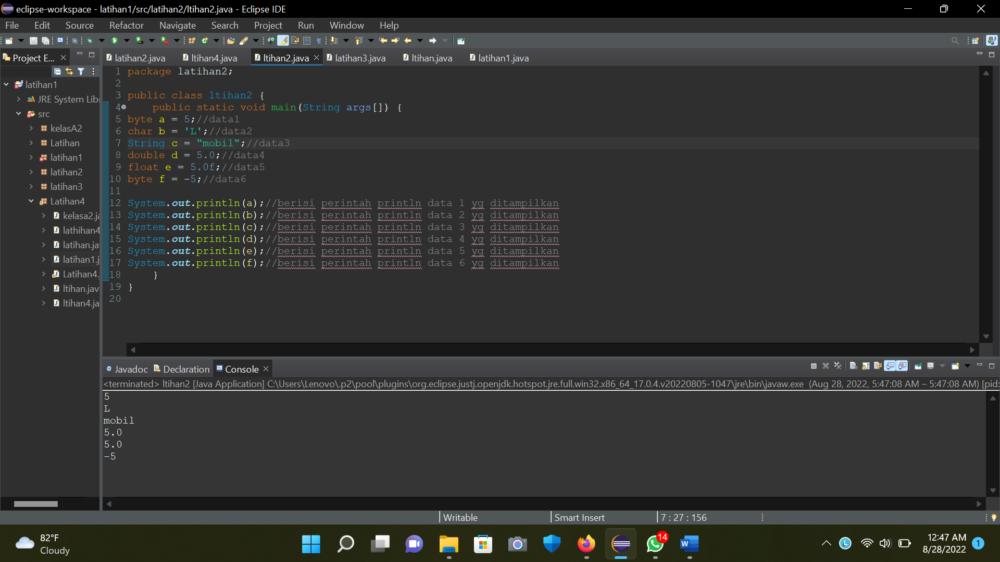 eclipse-workspace - latihan1/src/latihan2/ltihan2.java - Eclipse IDE
File Edit Source Refactor Navigate Search Project Run Window Help
Project E...
latihan2.java ltihan4.java ltihan2.java latihan3.java ltihan.java latihan1.java
latihan1
JRE System Libr
src
kelasA2
Latihan
latihan1
latihan2
latihan3
Latihan4
kelasa2.ja
lathihan4
latihan.ja
latihan1.j
Latihan4.
ltihan.jav
ltihan4.ja
1 package latihan2;
2
3 public class ltihan2 {
4 public static void main(String args[]) {
5 byte a = 5;//data1
6 char b = 'L';//data2
7 String c = "mobil";//data3
8 double d = 5.0;//data4
9 float e = 5.0f;//data5
10 byte f = -5;//data6
11
12 System.out.println(a);//berisi perintah println data 1 yg ditampilkan
13 System.out.println(b);//berisi perintah println data 2 yg ditampilkan
14 System.out.println(c);//berisi perintah println data 3 yg ditampilkan
15 System.out.println(d);//berisi perintah println data 4 yg ditampilkan
16 System.out.println(e);//berisi perintah println data 5 yg ditampilkan
17 System.out.println(f);//berisi perintah println data 6 yg ditampilkan
18 }
19 }
20
Javadoc Declaration Console
<terminated> ltihan2 [Java Application] C:\Users\Lenovo\.p2\pool\plugins\org.eclipse.justj.openjdk.hotspot.jre.full.win32.x86_64_17.0.4.v20220805-1047\jre\bin\javaw.exe (Aug 28, 2022, 5:47:08 AM – 5:47:08 AM) [pid:
5
L
mobil
5.0
5.0
-5
Writable Smart Insert 7 : 27 : 156
82°F
Cloudy
14
12:47 AM
8/28/2022
1